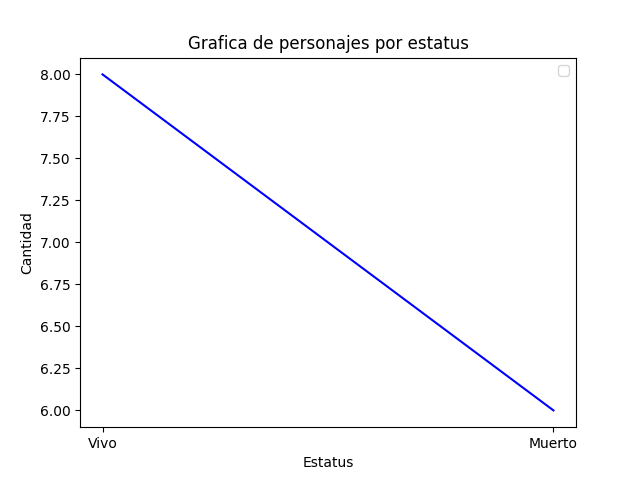 Grafica de personajes por estatus
8.00
7.75
7.50
7.25
7.00
6.75
6.50
6.25
6.00
Cantidad
Vivo
Muerto
Estatus